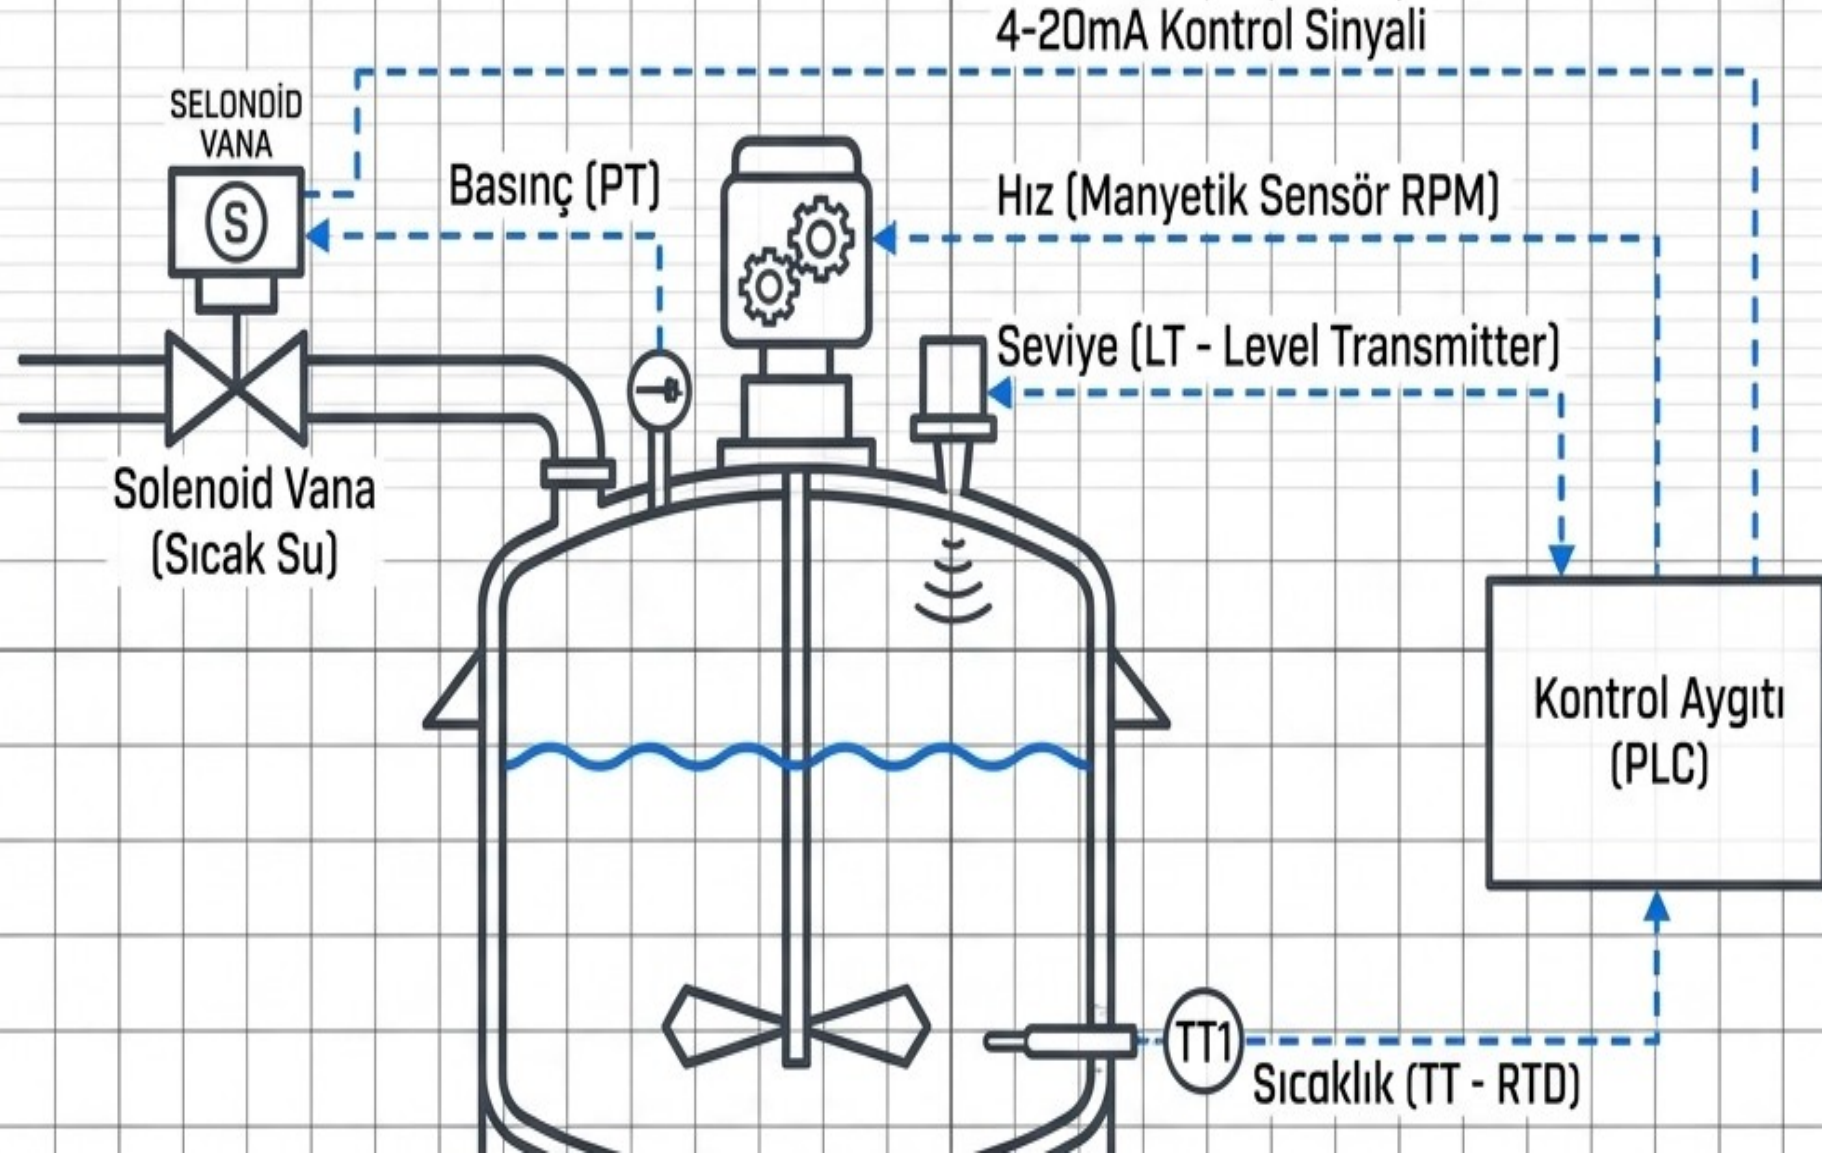 4-20mA Kontrol Sinyali
SELONOİD
VANA
S
Basınç (PT)
Hız (Manyetik Sensör RPM)
Seviye (LT - Level Transmitter)
Solenoid Vana
(Sıcak Su)
Kontrol Aygıtı
(PLC)
TT1
Sıcaklık (TT - RTD)